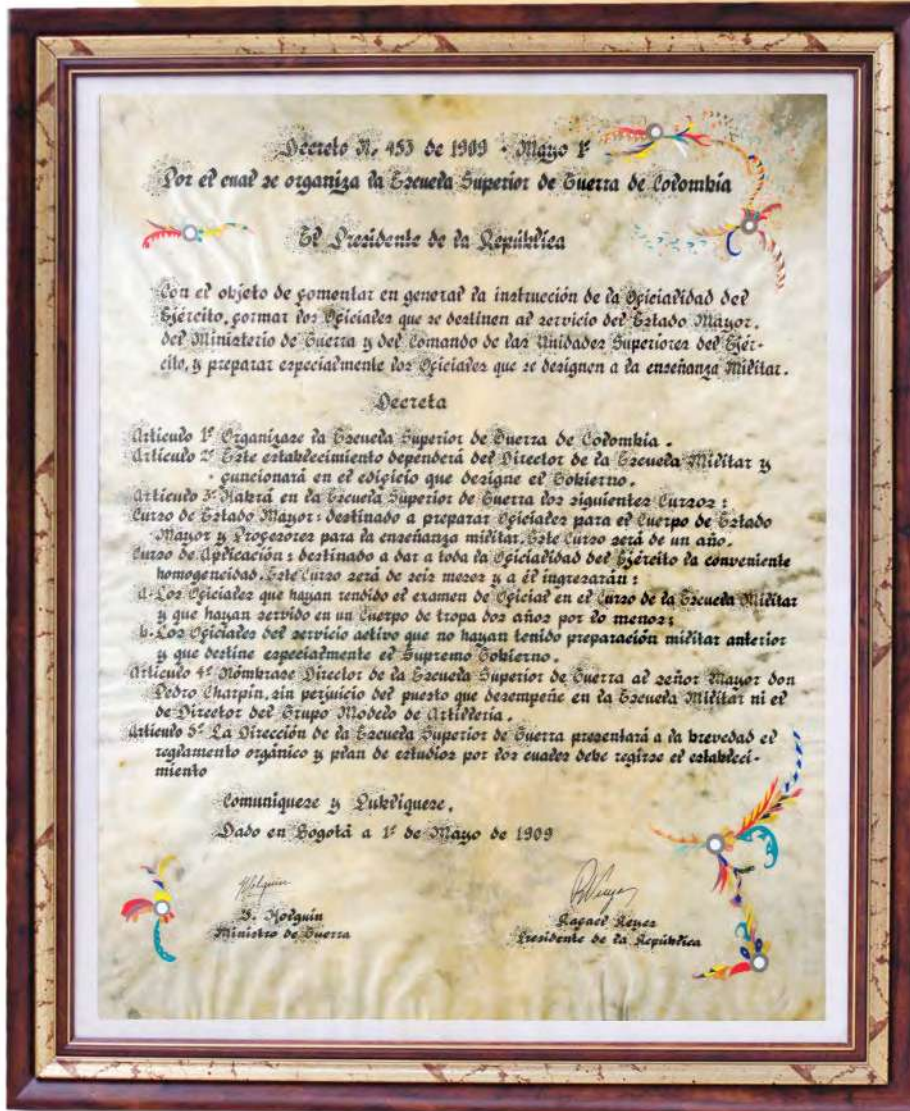 Decreto N. 453 de 1909 - Mayo 1º
Por el cual se organiza la Escuela Superior de Guerra de Colombia
El Presidente de la República
Con el objeto de fomentar en general la instrucción de la Oficialidad del
Ejército, formar los Oficiales que se destinen al servicio del Estado Mayor,
del Ministerio de Guerra y del Comando de las Unidades Superiores del Ejér-
cito, y preparar especialmente los Oficiales que se designen a la enseñanza Militar.
Decreta
Artículo 1º Organízase la Escuela Superior de Guerra de Colombia.
Artículo 2º Este establecimiento dependerá del Director de la Escuela Militar y
funcionará en el edificio que designe el Gobierno.
Artículo 3º Habrá en la Escuela Superior de Guerra los siguientes Cursos:
Curso de Estado Mayor: destinado a preparar Oficiales para el Cuerpo de Estado
Mayor y Profesores para la enseñanza militar. Este Curso será de un año.
Curso de Aplicación: destinado a dar a toda la Oficialidad del Ejército la conveniente
homogeneidad. Este Curso será de seis meses y a él ingresarán:
a-Los Oficiales que hayan rendido el examen de Oficial en el Curso de la Escuela Militar
y que hayan servido en un Cuerpo de tropa dos años por lo menos;
b-Los Oficiales del servicio activo que no hayan tenido preparación militar anterior
y que destine especialmente el Supremo Gobierno.
Artículo 4º Nómbrase Director de la Escuela Superior de Guerra al señor Mayor don
Pedro Charpin, sin perjuicio del puesto que desempeñe en la Escuela Militar ni el
de Director del Grupo Modelo de Artillería.
Artículo 5º La Dirección de la Escuela Superior de Guerra presentará a la brevedad el
reglamento orgánico y plan de estudios por los cuales debe regirse el estableci-
miento
Comuníquese y Publíquese.
Dado en Bogotá a 1º de Mayo de 1909
Holguín
Ministro de Guerra
Rafael Reyes
Presidente de la República